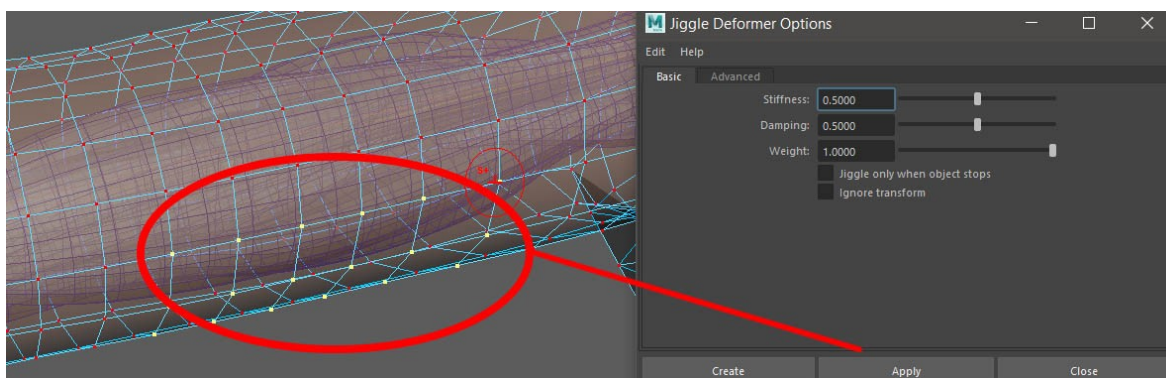 Jiggle Deformer Options
Edit Help
Basic Advanced
Stiffness: 0.5000
Damping: 0.5000
Weight: 1.0000
Jiggle only when object stops
Ignore transform
Create Apply Close
S+